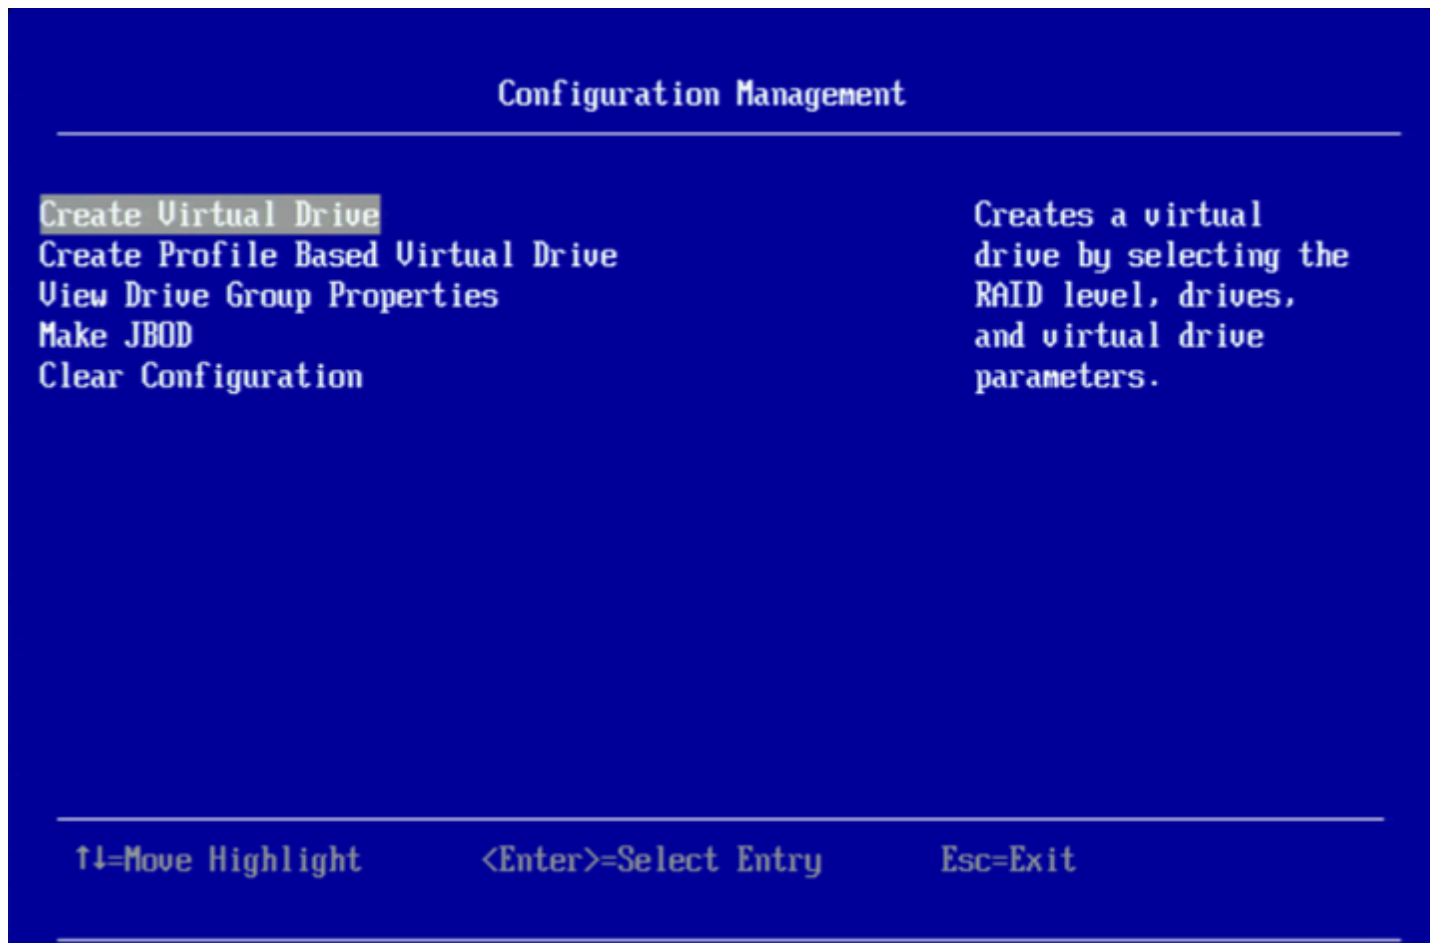 Configuration Management
Create Virtual Drive
Create Profile Based Virtual Drive
View Drive Group Properties
Make JBOD
Clear Configuration
Creates a virtual
drive by selecting the
RAID level, drives,
and virtual drive
parameters.
↑↓=Move Highlight <Enter>=Select Entry Esc=Exit